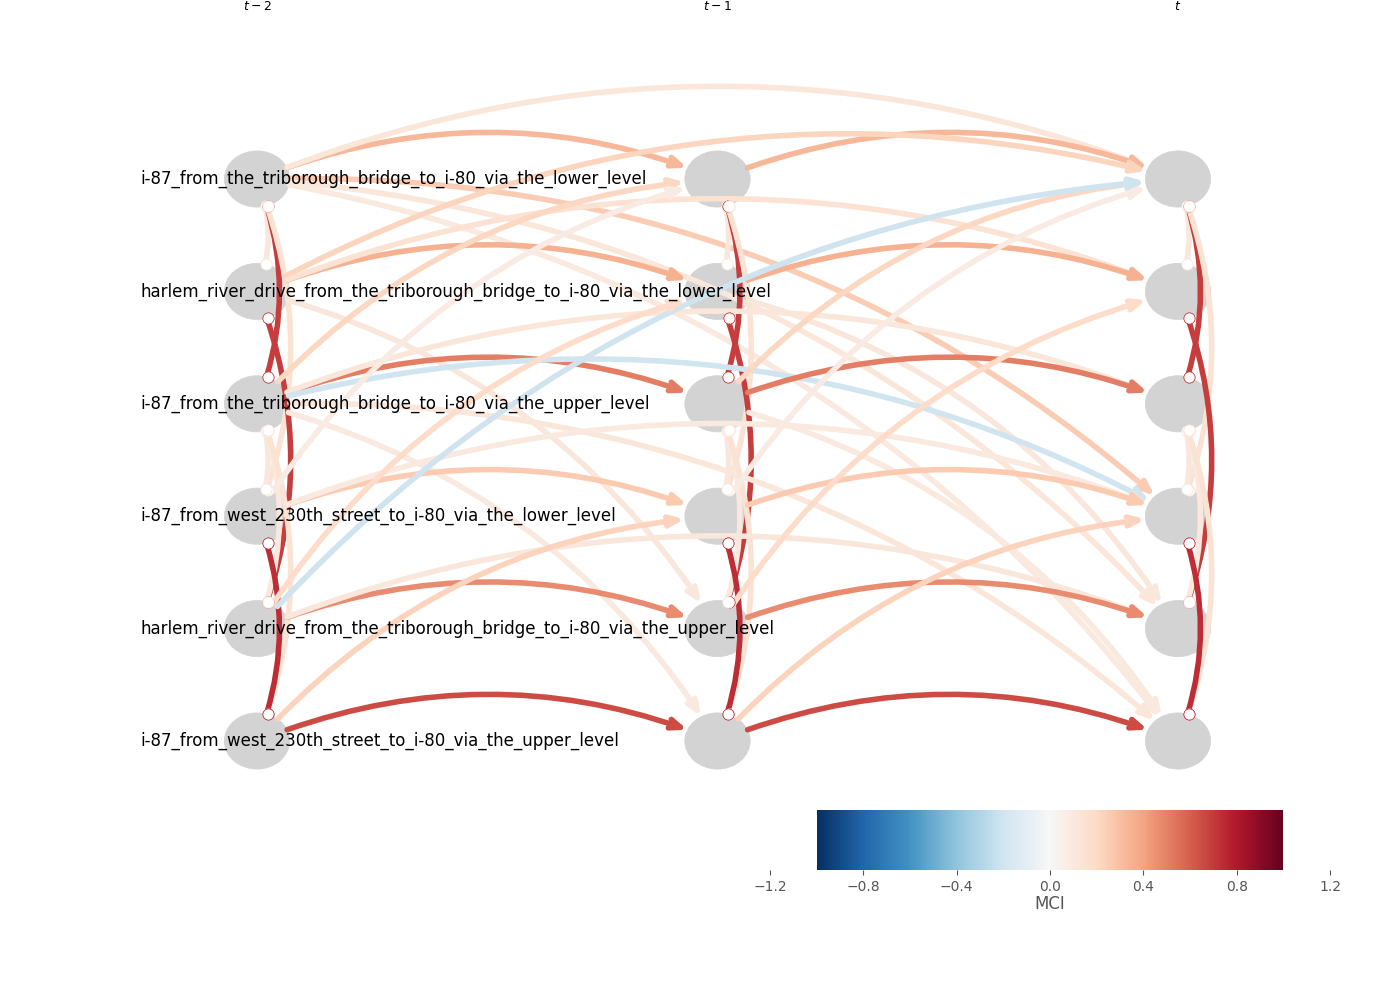 t − 2
t − 1
t
i-87_from_the_triborough_bridge_to_i-80_via_the_lower_level
harlem_river_drive_from_the_triborough_bridge_to_i-80_via_the_lower_level
i-87_from_the_triborough_bridge_to_i-80_via_the_upper_level
i-87_from_west_230th_street_to_i-80_via_the_lower_level
harlem_river_drive_from_the_triborough_bridge_to_i-80_via_the_upper_level
i-87_from_west_230th_street_to_i-80_via_the_upper_level
−1.2 −0.8 −0.4 0.0 0.4 0.8 1.2
MCI